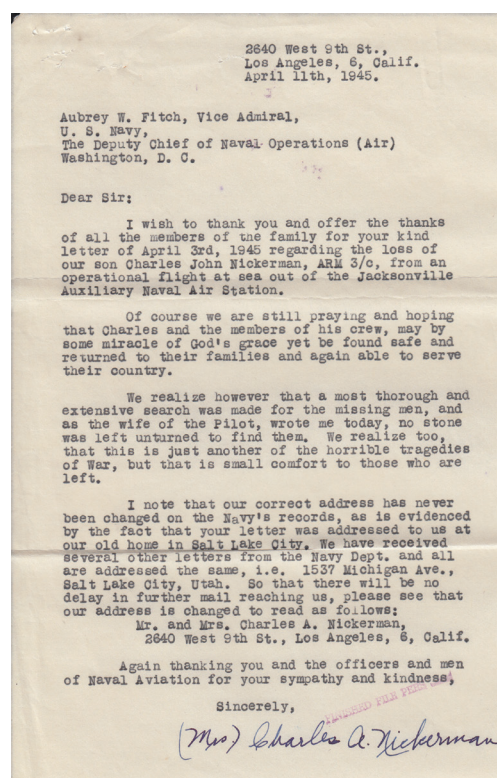 2640 West 9th St.,
Los Angeles, 6, Calif.
April 11th, 1945.
Aubrey W. Fitch, Vice Admiral,
U. S. Navy,
The Deputy Chief of Naval Operations (Air)
Washington, D. C.
Dear Sir:
I wish to thank you and offer the thanks
of all the members of the family for your kind
letter of April 3rd, 1945 regarding the loss of
our son Charles John Nickerman, ARM 3/c, from an
operational flight at sea out of the Jacksonville
Auxiliary Naval Air Station.
Of course we are still praying and hoping
that Charles and the members of his crew, may by
some miracle of God's grace yet be found safe and
returned to their families and again able to serve
their country.
We realize however that a most thorough and
extensive search was made for the missing men, and
as the wife of the Pilot, wrote me today, no stone
was left unturned to find them. We realize too,
that this is just another of the horrible tragedies
of War, but that is small comfort to those who are
left.
I note that our correct address has never
been changed on the Navy's records, as is evidenced
by the fact that your letter was addressed to us at
our old home in Salt Lake City. We have received
several other letters from the Navy Dept. and all
are addressed the same, i.e. 1537 Michigan Ave.,
Salt Lake City, Utah. So that there will be no
delay in further mail reaching us, please see that
our address is changed to read as follows:
Mr. and Mrs. Charles A. Nickerman,
2640 West 9th St., Los Angeles, 6, Calif.
Again thanking you and the officers and men
of Naval Aviation for your sympathy and kindness,
Sincerely,
FINISHED FILE
(Mrs) Charles A. Nickerman